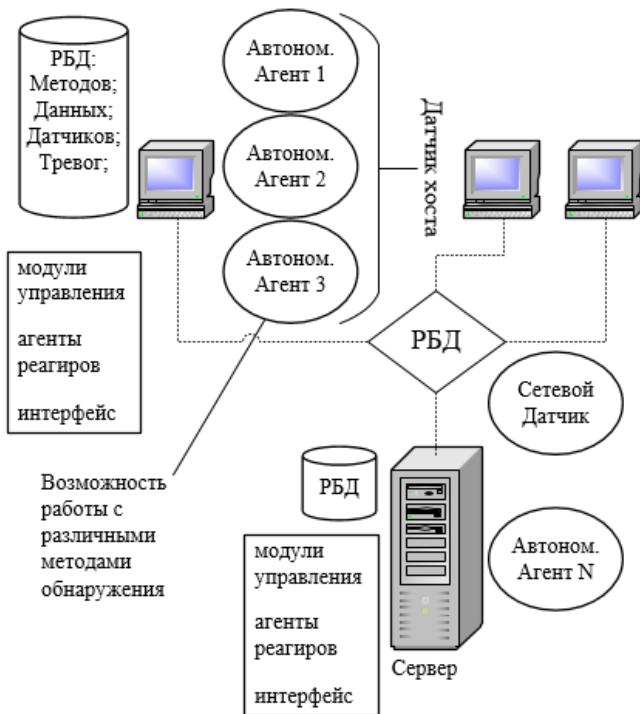 РБД:
Методов;
Данных;
Датчиков;
Тревог;
Автоном.
Агент 1
Автоном.
Агент 2
Автоном.
Агент 3
Датчик хоста
модули
управления
агенты
реагиров
интерфейс
РБД
Сетевой
Датчик
Возможность
работы с
различными
методами
обнаружения
РБД
модули
управления
агенты
реагиров
интерфейс
Автоном.
Агент N
Сервер